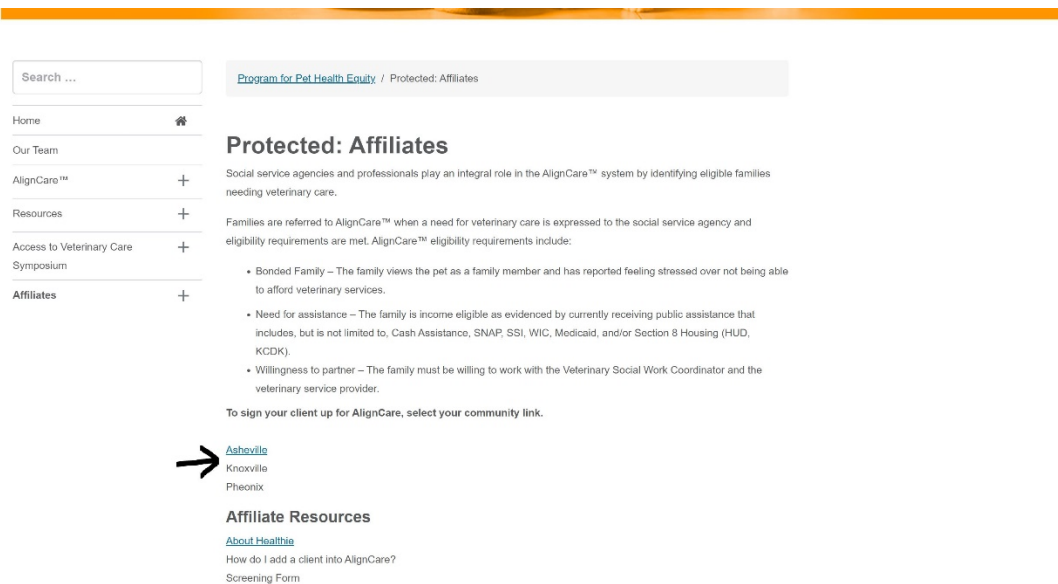 Search ...
Program for Pet Health Equity / Protected: Affiliates
Home
Our Team
AlignCare™
Resources
Access to Veterinary Care
Symposium
Affiliates
Protected: Affiliates
Social service agencies and professionals play an integral role in the AlignCare™ system by identifying eligible families
needing veterinary care.
Families are referred to AlignCare™ when a need for veterinary care is expressed to the social service agency and
eligibility requirements are met. AlignCare™ eligibility requirements include:
• Bonded Family – The family views the pet as a family member and has reported feeling stressed over not being able
to afford veterinary services.
• Need for assistance – The family is income eligible as evidenced by currently receiving public assistance that
includes, but is not limited to, Cash Assistance, SNAP, SSI, WIC, Medicaid, and/or Section 8 Housing (HUD,
KCDK).
• Willingness to partner – The family must be willing to work with the Veterinary Social Work Coordinator and the
veterinary service provider.
To sign your client up for AlignCare, select your community link.
Asheville
Knoxville
Pheonix
Affiliate Resources
About Healthie
How do I add a client into AlignCare?
Screening Form